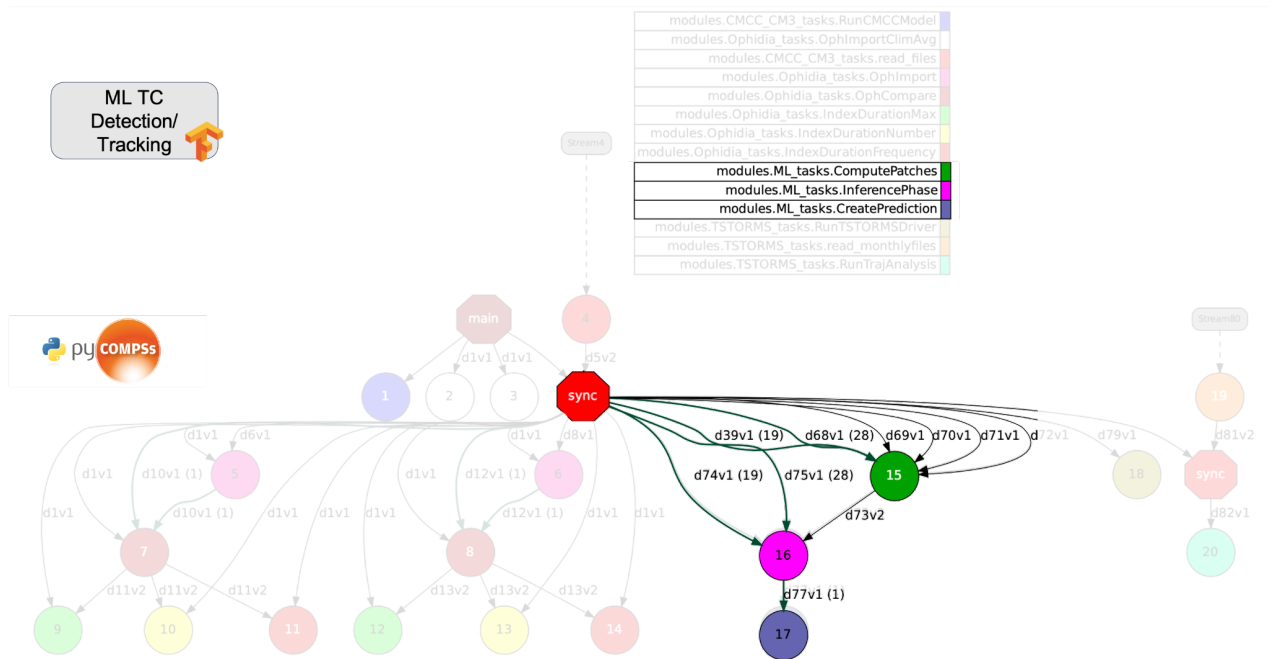 modules.CMCC_CM3_tasks.RunCMCCModel
modules.Ophidia_tasks.OphImportClimAvg
modules.CMCC_CM3_tasks.read_files
modules.Ophidia_tasks.OphImport
modules.Ophidia_tasks.OphCompare
modules.Ophidia_tasks.IndexDurationMax
modules.Ophidia_tasks.IndexDurationNumber
modules.Ophidia_tasks.IndexDurationFrequency
modules.ML_tasks.ComputePatches
modules.ML_tasks.InferencePhase
modules.ML_tasks.CreatePrediction
modules.TSTORMS_tasks.RunTSTORMSDriver
modules.TSTORMS_tasks.read_monthlyfiles
modules.TSTORMS_tasks.RunTrajAnalysis
ML TC
Detection/
Tracking
Stream4
main
4
Stream80
py COMPSs
d1v1 d1v1 d5v2
1 2 3 sync 19
d1v1 d6v1 d1v1 d8v1 d39v1 (19) d68v1 (28) d69v1 d70v1 d71v1 d 72v1 d79v1 d81v2
d1v1 d10v1 (1) 5 d1v1 d12v1 (1) 6 d74v1 (19) d75v1 (28) 15 18 sync
d1v1 d10v1 (1) d1v1 d1v1 d12v1 (1) d1v1 d1v1 d73v2 d82v1
7 8 16 20
d11v2 d11v2 d11v2 d13v2 d13v2 d13v2 d77v1 (1)
9 10 11 12 13 14 17